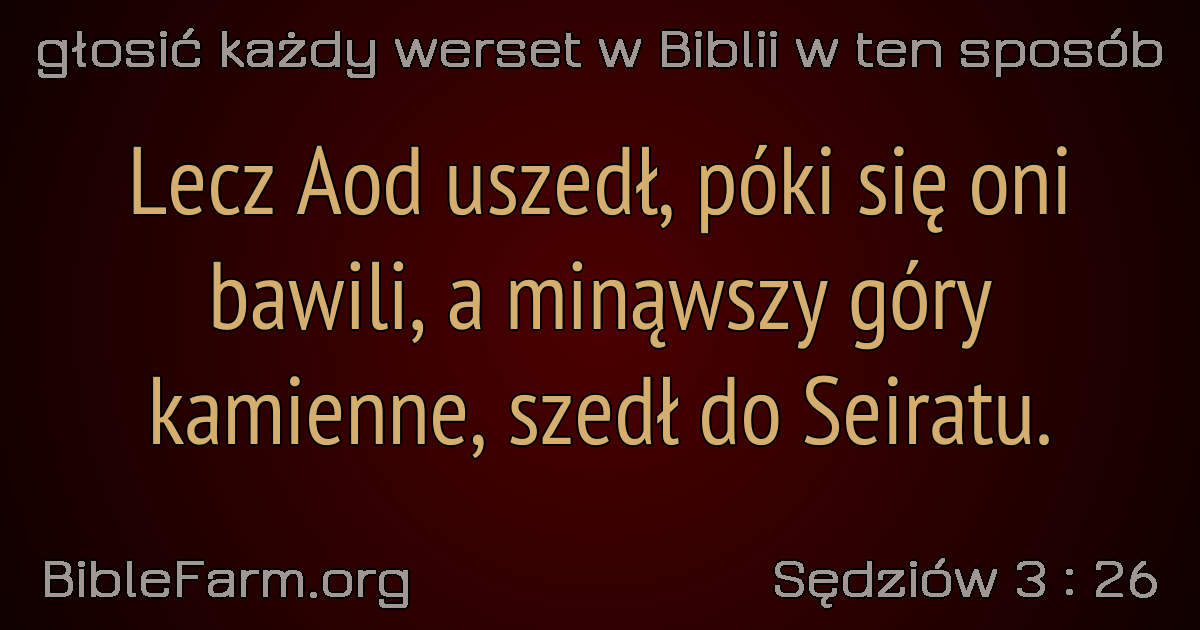 głosić każdy werset w Biblii w ten sposób
Lecz Aod uszedł, póki się oni
bawili, a minąwszy góry
kamienne, szedł do Seiratu.
BibleFarm.org
Sędziów 3 : 26